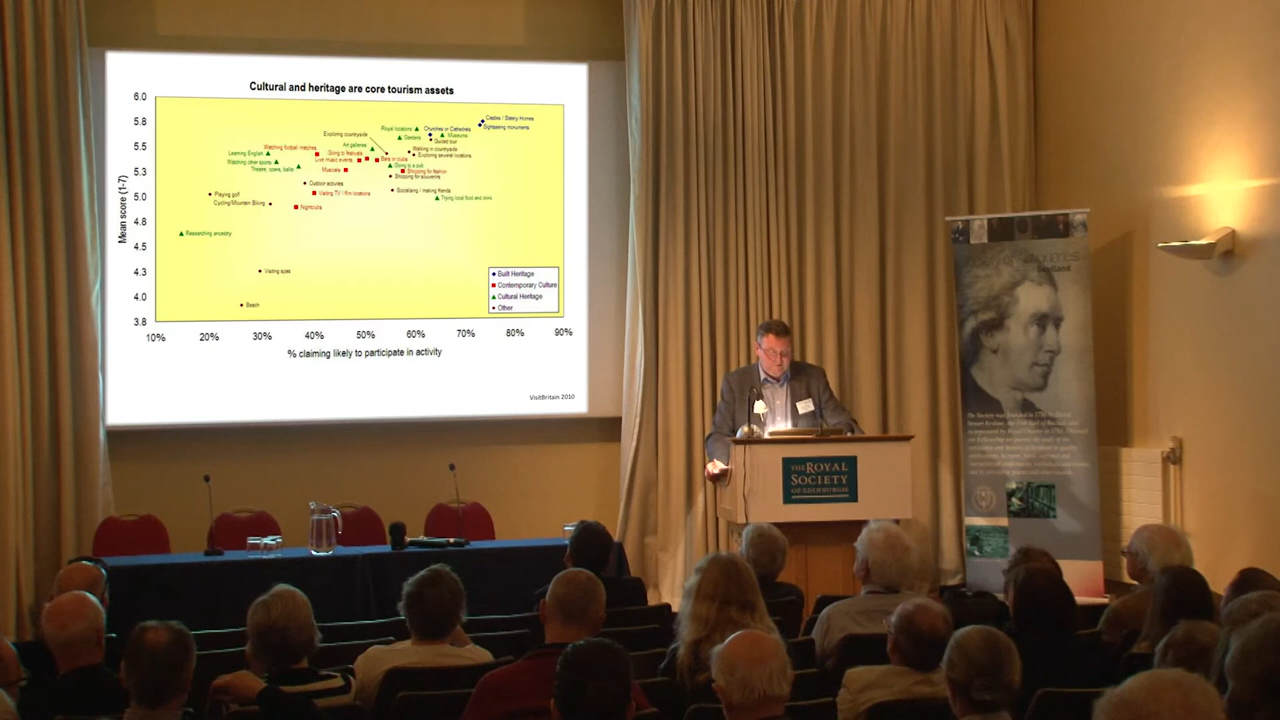 Cultural and heritage are core tourism assets
6.0
5.8
5.5
5.3
5.0
4.8
4.5
4.3
4.0
3.8
Mean score (1-7)
Castles / Stately Homes
Sightseeing monuments
Royal locations
Churches or Cathedrals
Museums
Gardens
Guided tour
Exploring countryside
Art galleries
Walking in countryside
Exploring several locations
Watching football matches
Going to festivals
Learning English
Live music events
Bars or clubs
Watching other sports
Going to a pub
Theatre, opera, ballet
Musicals
Shopping for fashion
Shopping for souvenirs
Outdoor activities
Socialising / making friends
Playing golf
Visiting TV / film locations
Trying local food and drink
Cycling/Mountain Biking
Nightclubs
Researching ancestry
Visiting spas
Beach
Built Heritage
Contemporary Culture
Cultural Heritage
Other
10%
20%
30%
40%
50%
60%
70%
80%
90%
% claiming likely to participate in activity
VisitBritain 2010
THE ROYAL
SOCIETY
OF EDINBURGH
Scotland